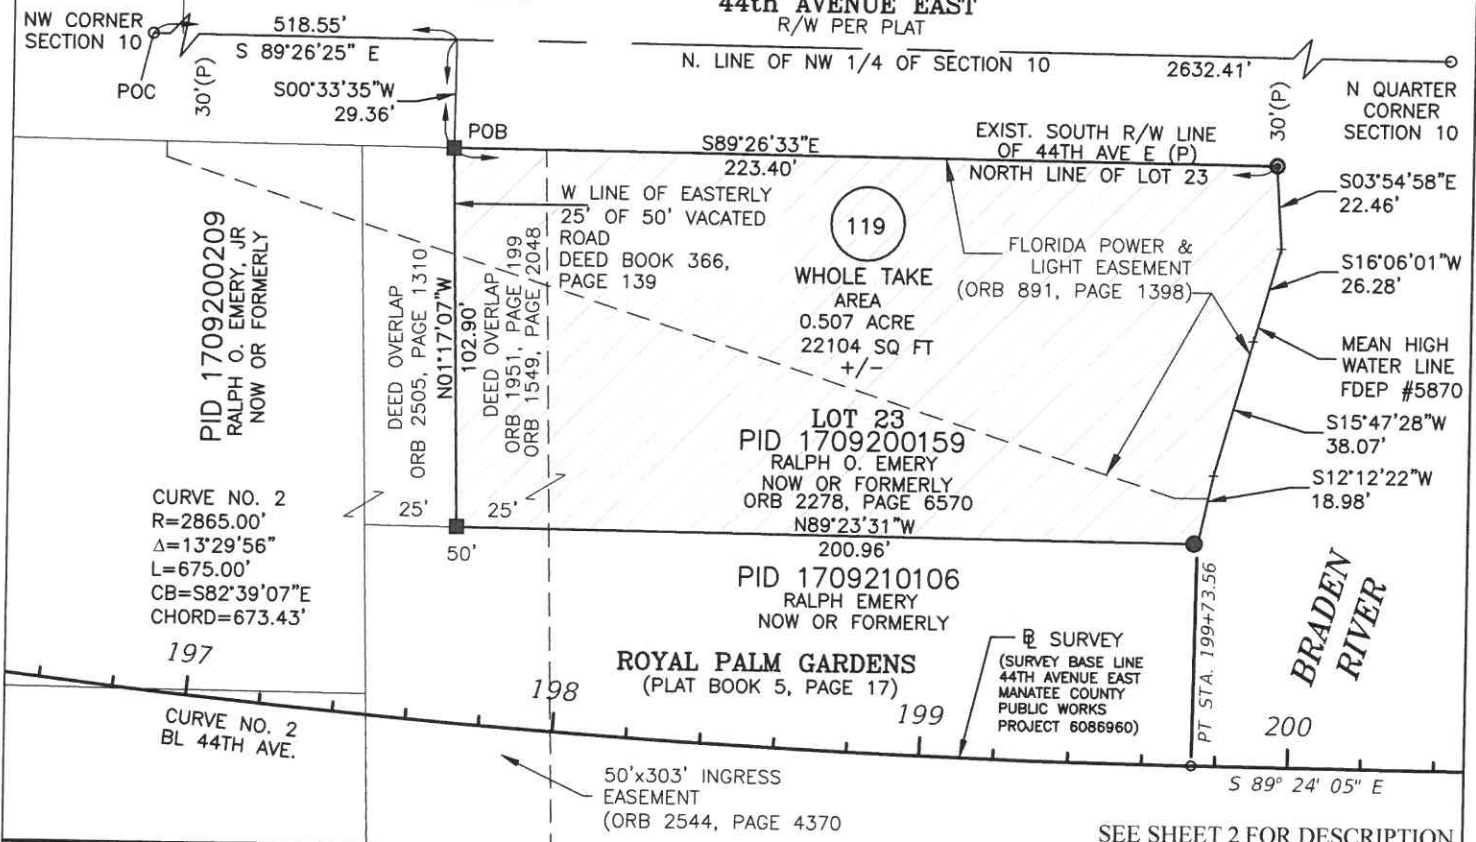 44th AVENUE EAST
R/W PER PLAT
NW CORNER
SECTION 10
POC
30'(P)
518.55'
S 89°26'25" E
S00°33'35"W
29.36'
N. LINE OF NW 1/4 OF SECTION 10
2632.41'
30'(P)
N QUARTER
CORNER
SECTION 10
POB
S89°26'33"E
223.40'
EXIST. SOUTH R/W LINE
OF 44TH AVE E (P)
NORTH LINE OF LOT 23
S03°54'58"E
22.46'
W LINE OF EASTERLY
25' OF 50' VACATED
ROAD
DEED BOOK 366,
PAGE 139
119
WHOLE TAKE
AREA
0.507 ACRE
22104 SQ FT
+/-
FLORIDA POWER &
LIGHT EASEMENT
(ORB 891, PAGE 1398)
S16°06'01"W
26.28'
MEAN HIGH
WATER LINE
FDEP #5870
S15°47'28"W
38.07'
S12°12'22"W
18.98'
PID 1709200209
RALPH O. EMERY, JR
NOW OR FORMERLY
DEED OVERLAP
ORB 2505, PAGE 1310
N01°17'07"W
102.90'
DEED OVERLAP
ORB 1951, PAGE 199
ORB 1549, PAGE 2048
LOT 23
PID 1709200159
RALPH O. EMERY
NOW OR FORMERLY
ORB 2278, PAGE 6570
N89°23'31"W
200.96'
25'
25'
50'
CURVE NO. 2
R=2865.00'
Δ=13°29'56"
L=675.00'
CB=S82°39'07"E
CHORD=673.43'
PID 1709210106
RALPH EMERY
NOW OR FORMERLY
ROYAL PALM GARDENS
(PLAT BOOK 5, PAGE 17)
BL SURVEY
(SURVEY BASE LINE
44TH AVENUE EAST
MANATEE COUNTY
PUBLIC WORKS
PROJECT 6086960)
PT STA. 199+73.56
BRADEN
RIVER
197
198
199
200
CURVE NO. 2
BL 44TH AVE.
50'x303' INGRESS
EASEMENT
(ORB 2544, PAGE 4370
S 89° 24' 05" E
SEE SHEET 2 FOR DESCRIPTION